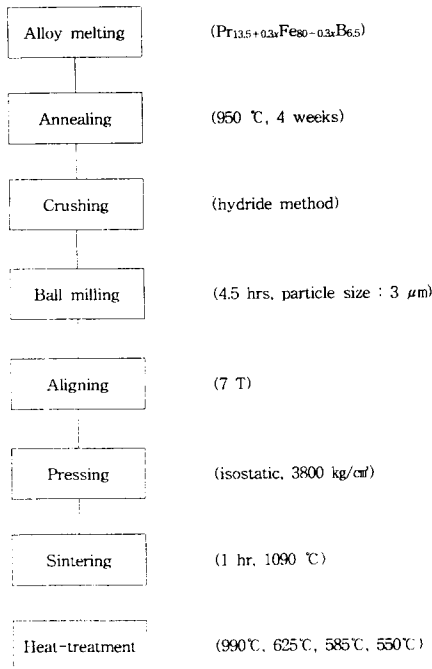 Alloy melting (Pr13.5+0.3xFe80-0.3xB6.5)
Annealing (950 ℃, 4 weeks)
Crushing (hydride method)
Ball milling (4.5 hrs, particle size : 3 μm)
Aligning (7 T)
Pressing (isostatic, 3800 kg/㎠)
Sintering (1 hr, 1090 ℃)
Heat-treatment (990℃, 625℃, 585℃, 550℃)